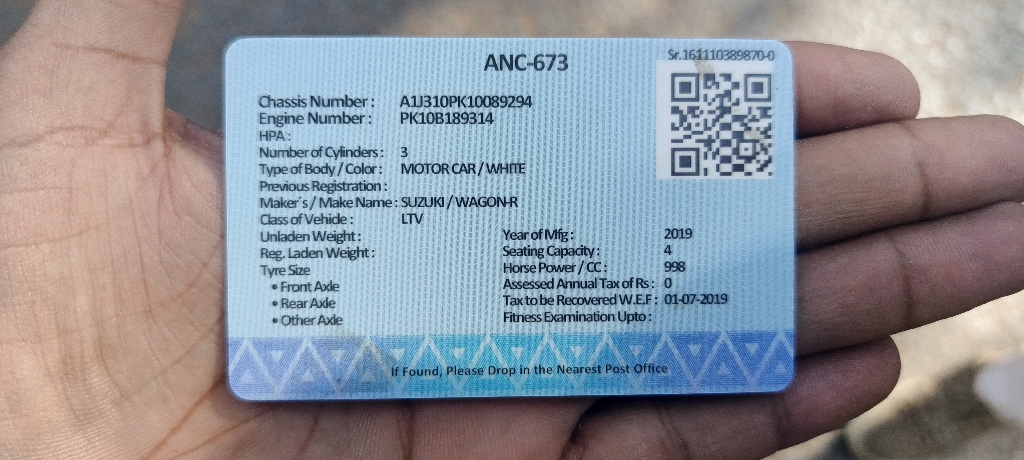 ANC-673
Sr.161110389870-0
Chassis Number : A1J310PK10089294
Engine Number : PK10B189314
HPA :
Number of Cylinders : 3
Type of Body / Color : MOTOR CAR / WHITE
Previous Registration :
Maker's / Make Name : SUZUKI / WAGON-R
Class of Vehicle : LTV
Unladen Weight : Year of Mfg : 2019
Reg. Laden Weight : Seating Capacity : 4
Tyre Size Horse Power / CC : 998
• Front Axle Assessed Annual Tax of Rs : 0
• Rear Axle Tax to be Recovered W.E.F : 01-07-2019
• Other Axle Fitness Examination Upto :
If Found, Please Drop in the Nearest Post Office